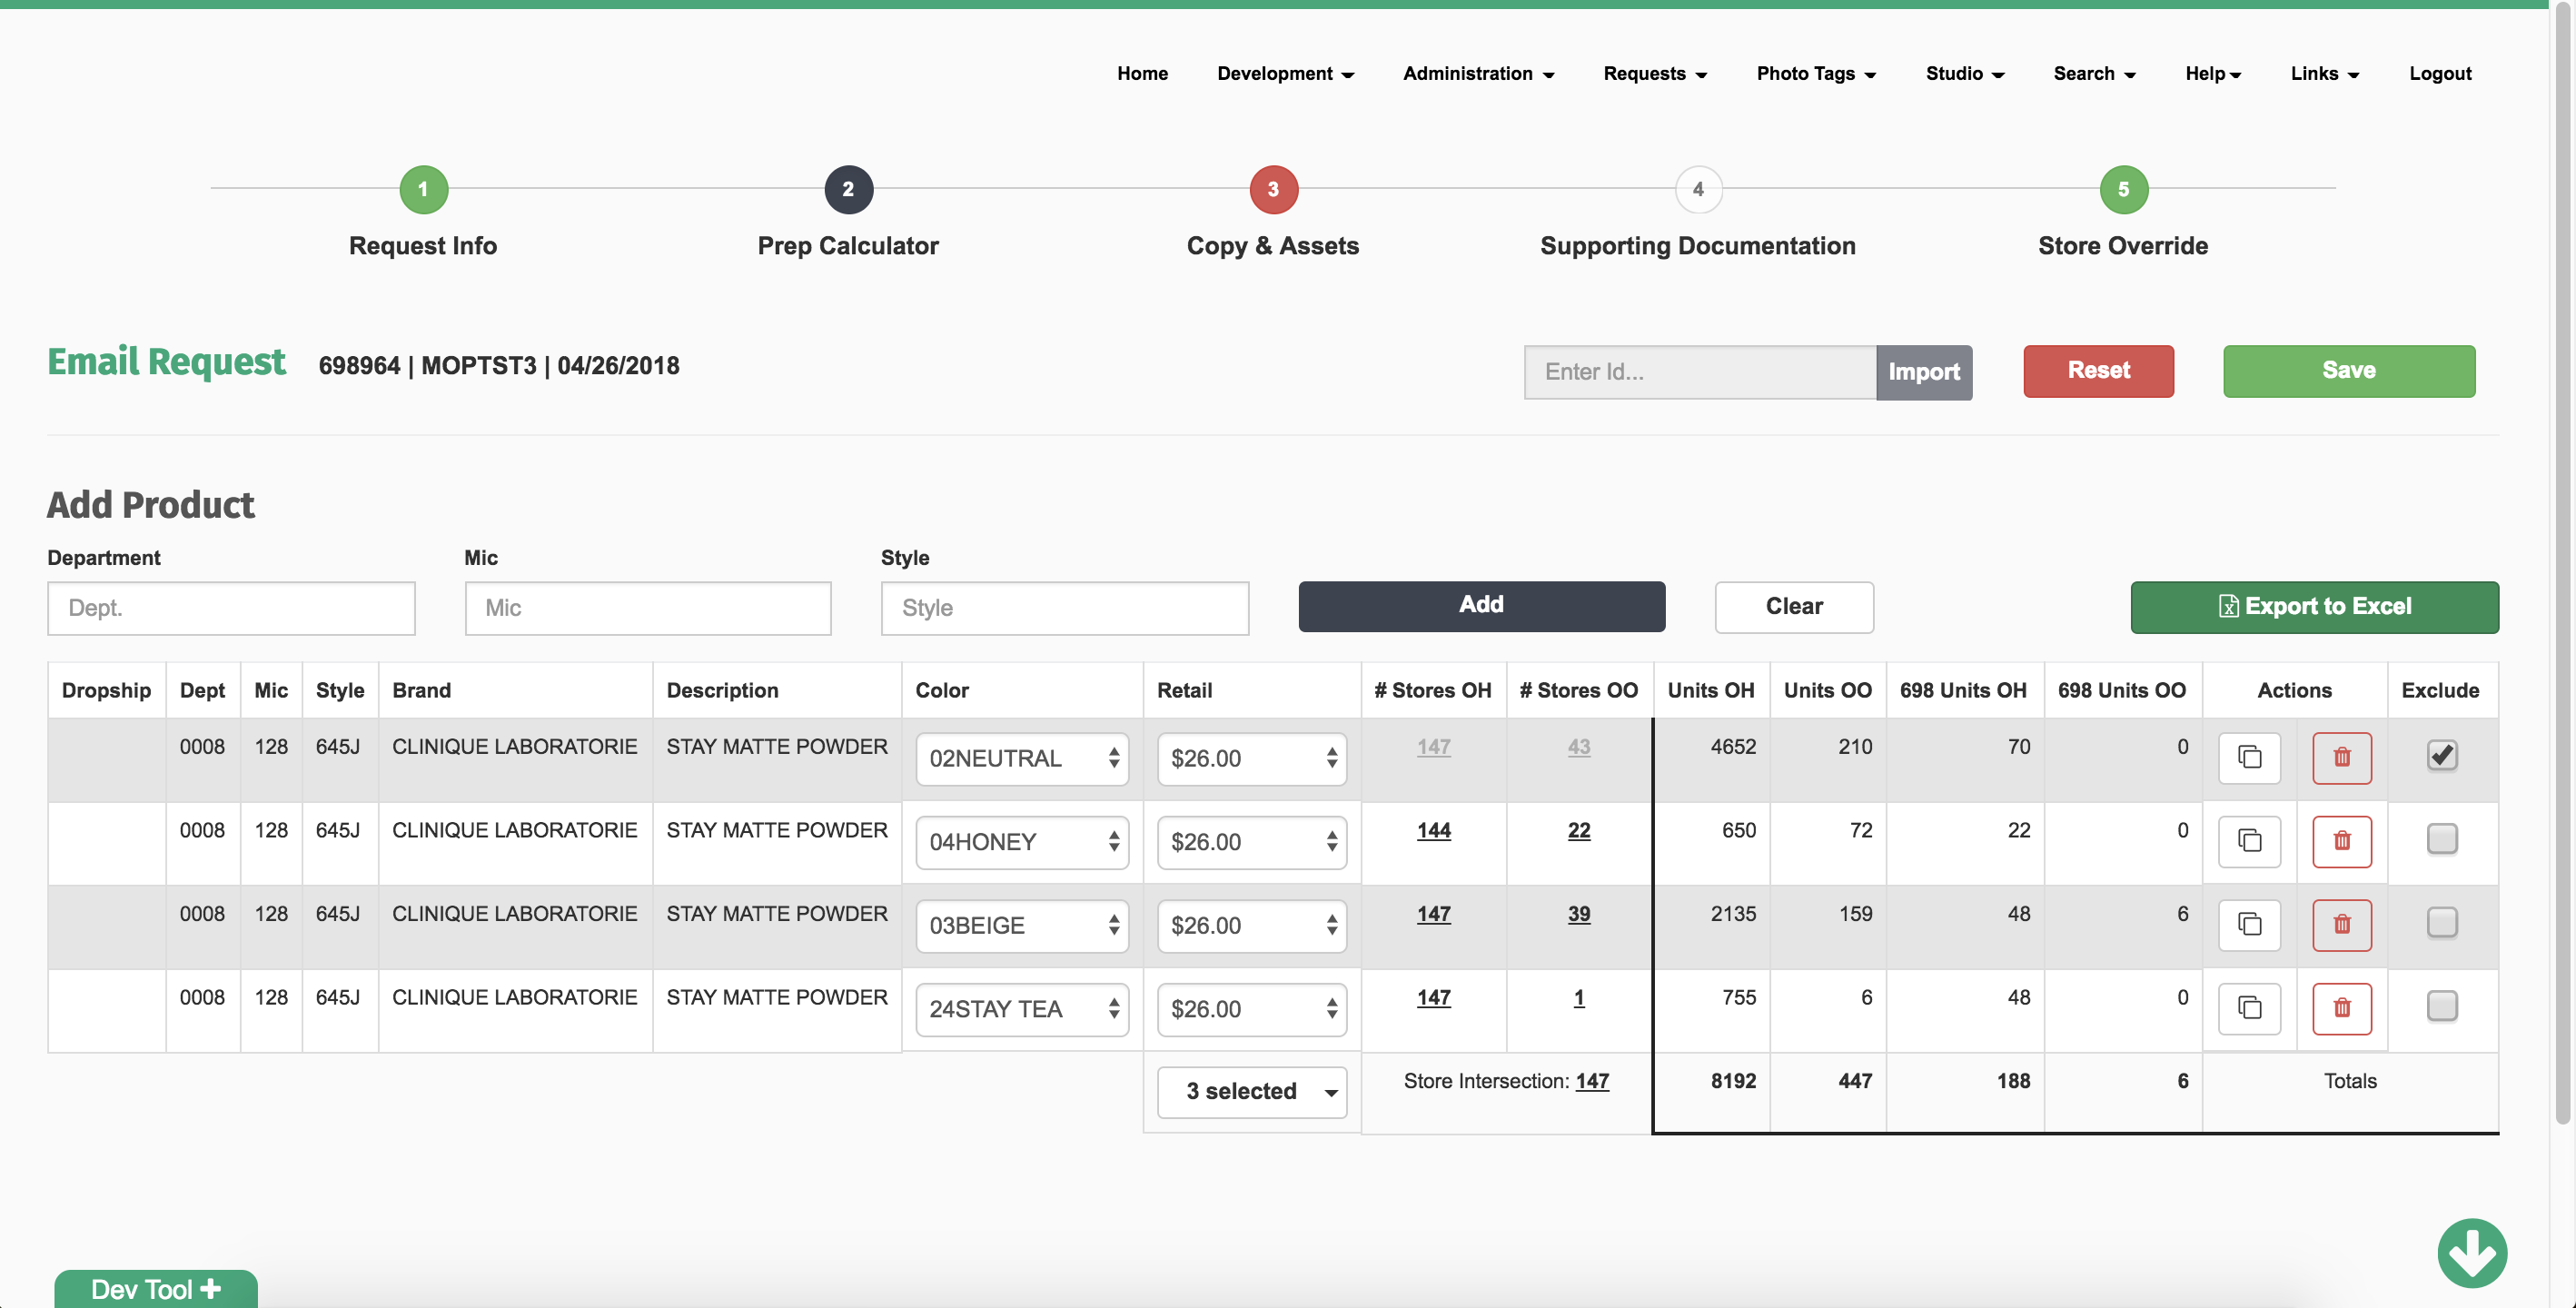 Home Development Administration Requests Photo Tags Studio Search Help Links Logout
1 2 3 4 5
Request Info Prep Calculator Copy & Assets Supporting Documentation Store Override
Email Request 698964 | MOPTST3 | 04/26/2018 Enter Id... Import Reset Save
Add Product
Department Mic Style
Dept. Mic Style Add Clear Export to Excel
Dropship Dept Mic Style Brand Description Color Retail # Stores OH # Stores OO Units OH Units OO 698 Units OH 698 Units OO Actions Exclude
0008 128 645J CLINIQUE LABORATORIE STAY MATTE POWDER 02NEUTRAL $26.00 147 43 4652 210 70 0
0008 128 645J CLINIQUE LABORATORIE STAY MATTE POWDER 04HONEY $26.00 144 22 650 72 22 0
0008 128 645J CLINIQUE LABORATORIE STAY MATTE POWDER 03BEIGE $26.00 147 39 2135 159 48 6
0008 128 645J CLINIQUE LABORATORIE STAY MATTE POWDER 24STAY TEA $26.00 147 1 755 6 48 0
3 selected Store Intersection: 147 8192 447 188 6 Totals
Dev Tool +